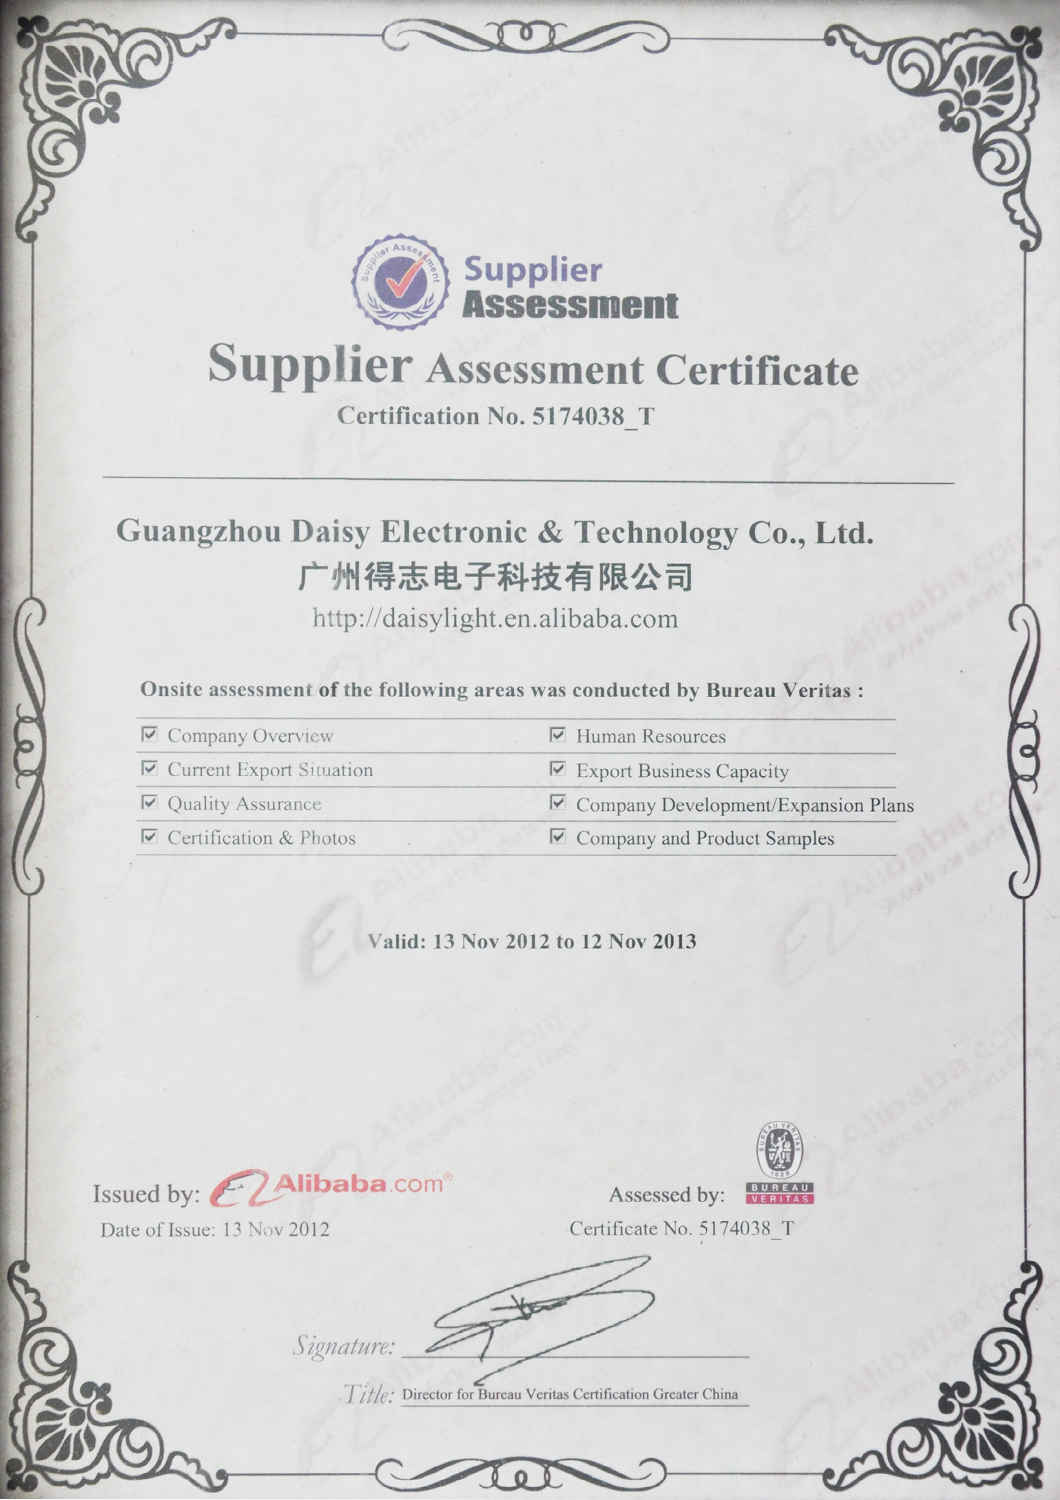 Supplier Assessment
Supplier
Assessment
Supplier Assessment Certificate
Certification No. 5174038_T
Guangzhou Daisy Electronic & Technology Co., Ltd.
广州得志电子科技有限公司
http://daisylight.en.alibaba.com
Onsite assessment of the following areas was conducted by Bureau Veritas :
Company Overview
Human Resources
Current Export Situation
Export Business Capacity
Quality Assurance
Company Development/Expansion Plans
Certification & Photos
Company and Product Samples
Valid: 13 Nov 2012 to 12 Nov 2013
BUREAU VERITAS
1828
Issued by: Alibaba.com®
Assessed by: BUREAU VERITAS
Date of Issue: 13 Nov 2012
Certificate No. 5174038_T
Signature:
Title: Director for Bureau Veritas Certification Greater China